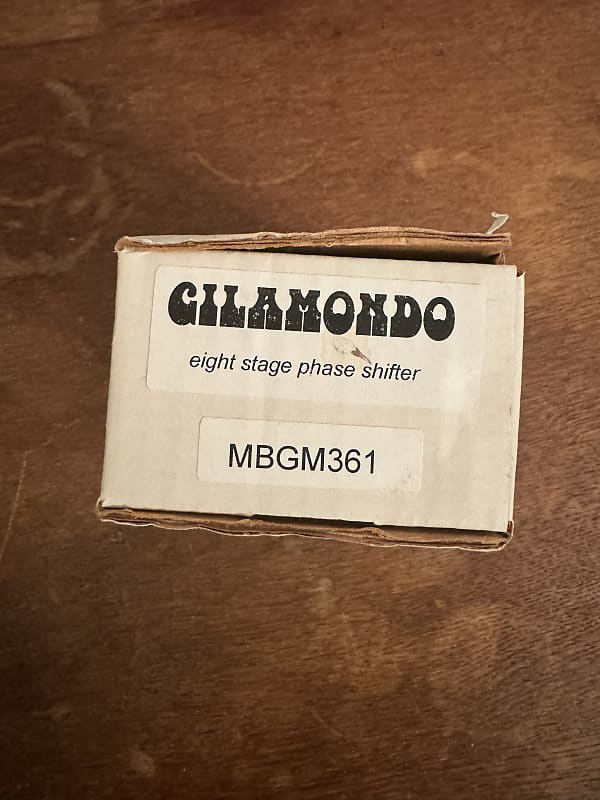 GILAMONDO
eight stage phase shifter
MBGM361